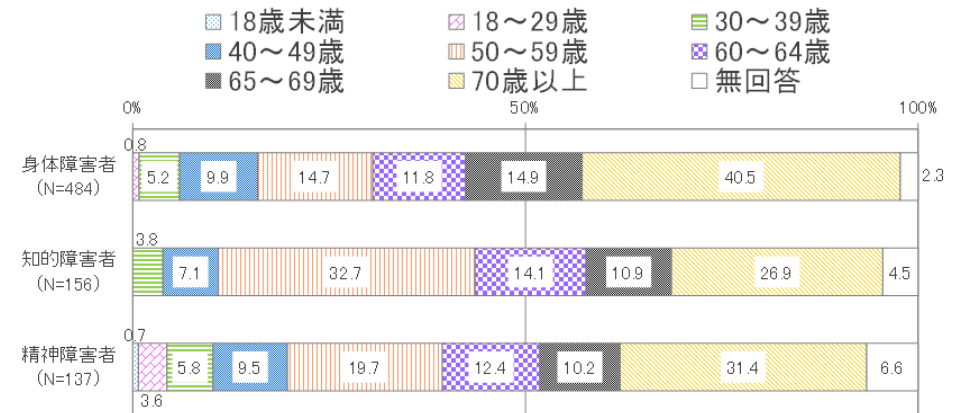 18歳未満 18～29歳 30～39歳
40～49歳 50～59歳 60～64歳
65～69歳 70歳以上 無回答
0% 50% 100%
0.8
身体障害者
(N=484)
5.2 9.9 14.7 11.8 14.9 40.5 2.3
3.8
知的障害者
(N=156)
7.1 32.7 14.1 10.9 26.9 4.5
0.7
精神障害者
(N=137)
5.8 9.5 19.7 12.4 10.2 31.4 6.6
3.6